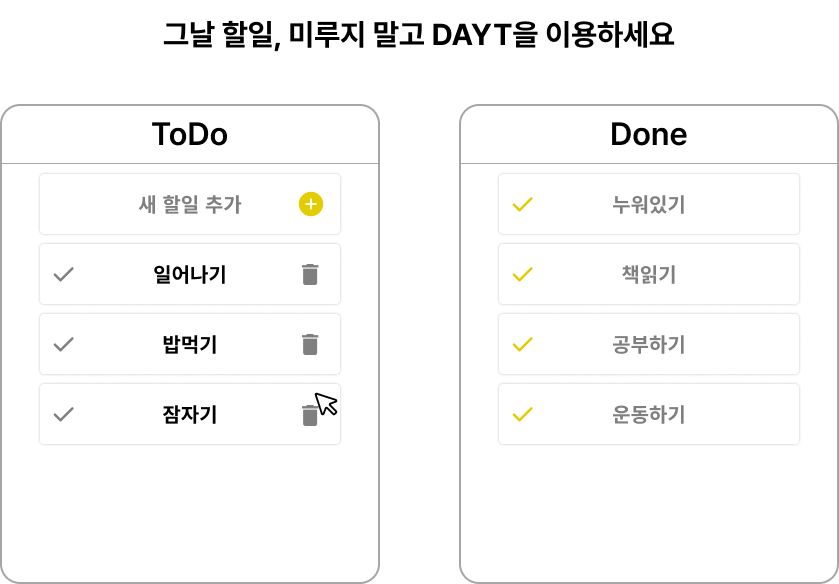 그날 할일, 미루지 말고 DAYT을 이용하세요
ToDo
새 할일 추가
일어나기
밥먹기
잠자기
Done
누워있기
책읽기
공부하기
운동하기